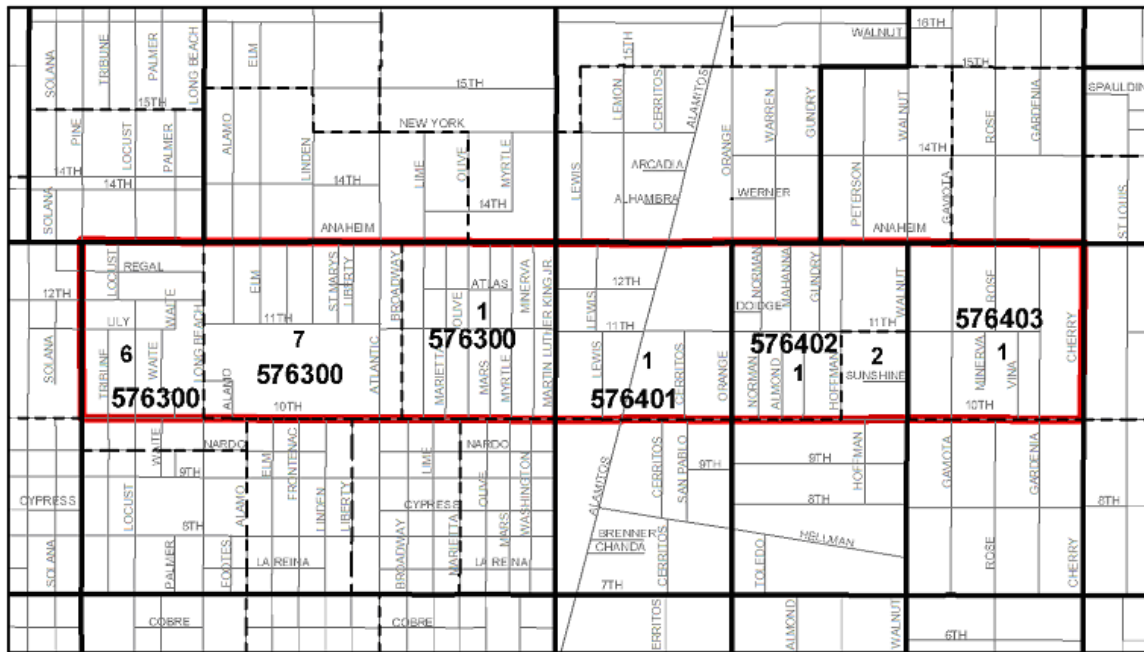 16TH
WALNUT
SOLANA
TRIBUNE
PALMER
LONG BEACH
ELM
15TH
15TH
15TH
15TH
SPAULDIN
LEMON
CERRITOS
ALAMITOS
WARREN
GUNDRY
WALNUT
ROSE
GARDENIA
PINE
LOCUST
PALMER
ALAMO
NEW YORK
LINDEN
LIME
OLIVE
MYRTLE
ORANGE
14TH
14TH
14TH
14TH
14TH
ARCADIA
LEWIS
ALHAMBRA
WERNER
PETERSON
GAVIOTA
SOLANA
ANAHEIM
ANAHEIM
ST LOUIS
REGAL
LOCUST
WAITE
ELM
ST MARYS
LIBERTY
BROADWAY
ATLAS
OLIVE
MINERVA
MARTIN LUTHER KING JR
LEWIS
12TH
NORMAN
MAHANNA
GUNDRY
WALNUT
ROSE
12TH
DODGE
LILY
11TH
11TH
11TH
1
576300
576403
CHERRY
SOLANA
TRIBUNE
6
WAITE
LONG BEACH
7
576300
ATLANTIC
MARIETTA
MARS
MYRTLE
LEWIS
1
CERRITOS
ORANGE
576402
1
2
SUNSHINE
MINERVA
1
VINA
576300
ALAMO
10TH
576401
NORMAN
ALMOND
HOFFMAN
10TH
WAITE
NARDO
NARDO
9TH
ELM
FRONTENAC
LIME
CERRITOS
SAN PABLO
9TH
9TH
HOFFMAN
GAVIOTA
GARDENIA
CYPRESS
LOCUST
8TH
ALAMO
LINDEN
LIBERTY
CYPRESS
OLIVE
MARS
WASHINGTON
ALAMITOS
8TH
8TH
SOLANA
PALMER
FOOTES
LA REINA
BROADWAY
MARIETTA
LA REINA
BRENNER
CHANDA
CERRITOS
HELLMAN
TOLEDO
ROSE
CHERRY
7TH
COBRE
COBRE
ERRITOS
ALMOND
WALNUT
6TH